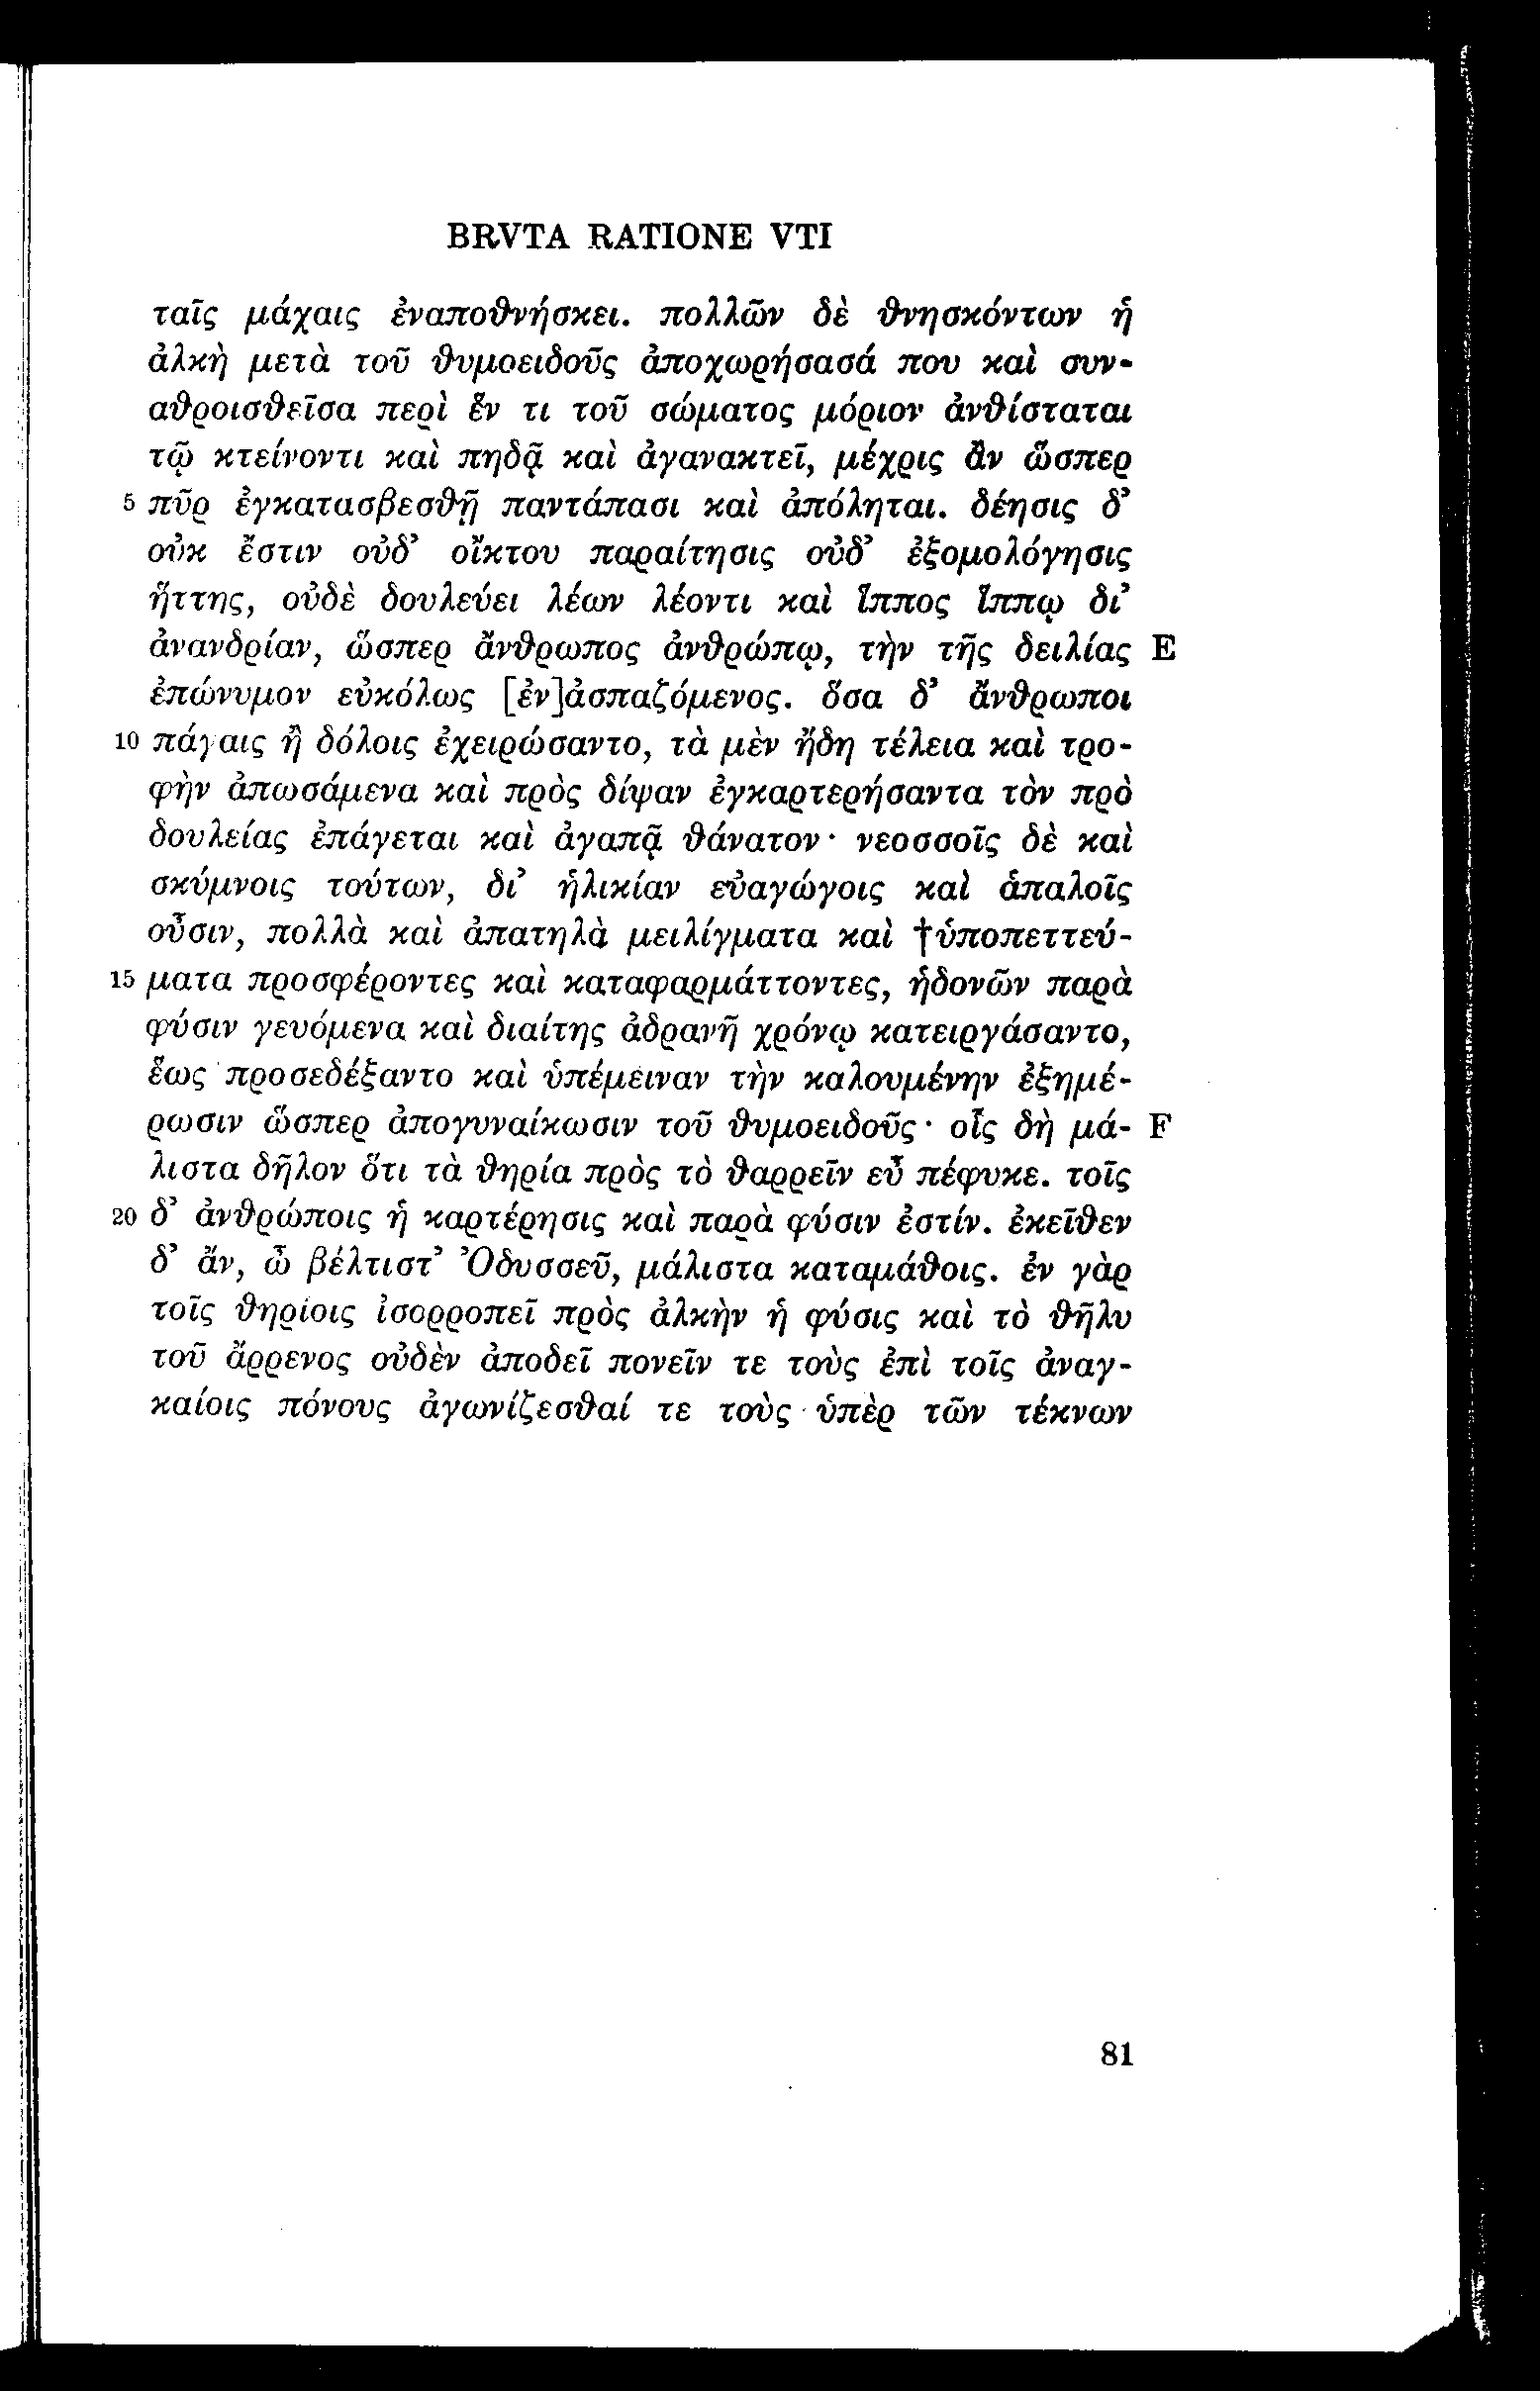 BRVTA RATIONE VTI
ταῖς μάχαις ἐναποθνήσκει. πολλῶν δὲ θνησκόντων ἡ
ἀλκὴ μετὰ τοῦ θυμοειδοῦς ἀποχωρήσασά που καὶ συν-
αθροισθεῖσα περὶ ἕν τι τοῦ σώματος μόριον ἀνθίσταται
τῷ κτείνοντι καὶ πηδᾷ καὶ ἀγανακτεῖ, μέχρις ἂν ὥσπερ
5 πῦρ ἐγκατασβεσθῇ παντάπασι καὶ ἀπόληται. δέησις δ’
οὐκ ἔστιν οὐδ’ οἴκτου παραίτησις οὐδ’ ἐξομολόγησις
ἥττης, οὐδὲ δουλεύει λέων λέοντι καὶ ἵππος ἵππῳ δι’
ἀνανδρίαν, ὥσπερ ἄνθρωπος ἀνθρώπῳ, τὴν τῆς δειλίας E
ἐπώνυμον εὐκόλως [ἐν]ἀσπαζόμενος. ὅσα δ’ ἄνθρωποι
10 πάγαις ἢ δόλοις ἐχειρώσαντο, τὰ μὲν ἤδη τέλεια καὶ τρο-
φὴν ἀπωσάμενα καὶ πρὸς δίψαν ἐγκαρτερήσαντα τὸν πρὸ
δουλείας ἐπάγεται καὶ ἀγαπᾷ θάνατον· νεοσσοῖς δὲ καὶ
σκύμνοις τούτων, δι’ ἡλικίαν εὐαγώγοις καὶ ἁπαλοῖς
οὖσιν, πολλὰ καὶ ἀπατηλὰ μειλίγματα καὶ †ὑποπεττεύ-
15 ματα προσφέροντες καὶ καταφαρμάττοντες, ἡδονῶν παρὰ
φύσιν γευόμενα καὶ διαίτης ἀδρανῆ χρόνῳ κατειργάσαντο,
ἕως προσεδέξαντο καὶ ὑπέμειναν τὴν καλουμένην ἐξημέ-
ρωσιν ὥσπερ ἀπογυναίκωσιν τοῦ θυμοειδοῦς· οἷς δὴ μά- F
λιστα δῆλον ὅτι τὰ θηρία πρὸς τὸ θαρρεῖν εὖ πέφυκε. τοῖς
20 δ’ ἀνθρώποις ἡ καρτέρησις καὶ παρὰ φύσιν ἐστίν. ἐκεῖθεν
δ’ ἄν, ὦ βέλτιστ’ Ὀδυσσεῦ, μάλιστα καταμάθοις. ἐν γὰρ
τοῖς θηρίοις ἰσορροπεῖ πρὸς ἀλκὴν ἡ φύσις καὶ τὸ θῆλυ
τοῦ ἄρρενος οὐδὲν ἀποδεῖ πονεῖν τε τοὺς ἐπὶ τοῖς ἀναγ-
καίοις πόνους ἀγωνίζεσθαί τε τοὺς ὑπὲρ τῶν τέκνων
81